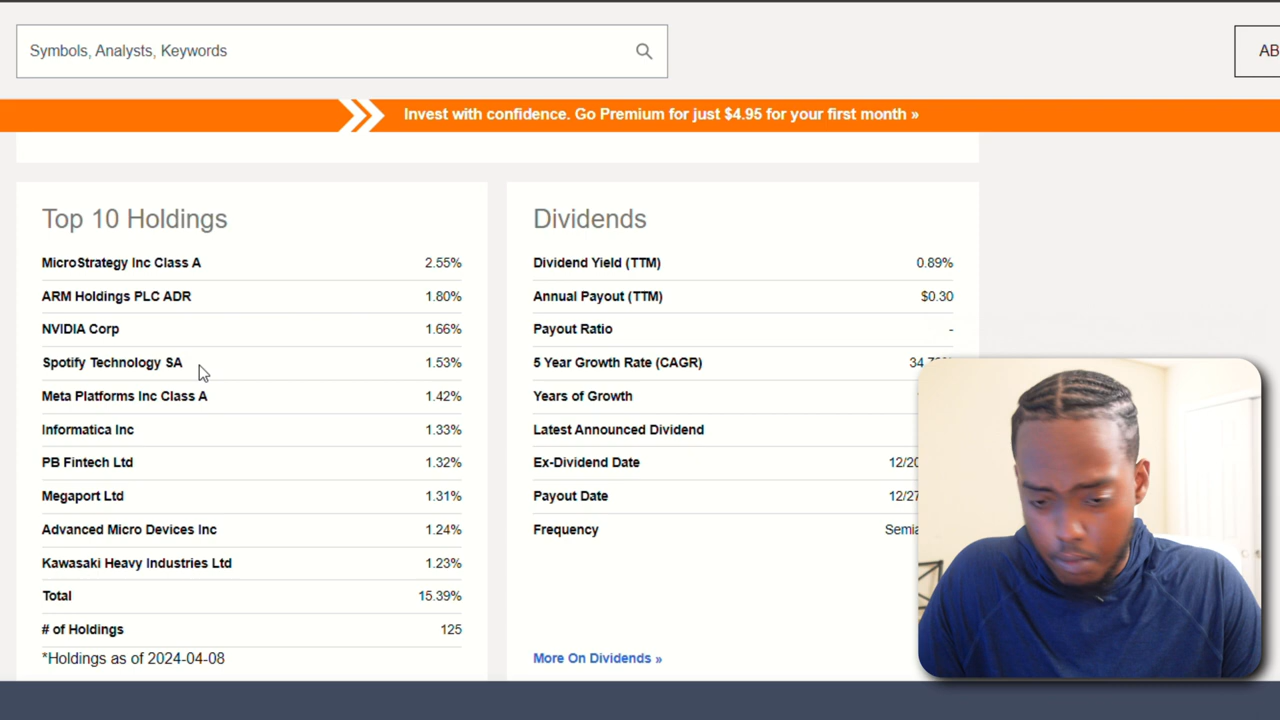 Symbols, Analysts, Keywords
Invest with confidence. Go Premium for just $4.95 for your first month »
Top 10 Holdings
MicroStrategy Inc Class A 2.55%
ARM Holdings PLC ADR 1.80%
NVIDIA Corp 1.66%
Spotify Technology SA 1.53%
Meta Platforms Inc Class A 1.42%
Informatica Inc 1.33%
PB Fintech Ltd 1.32%
Megaport Ltd 1.31%
Advanced Micro Devices Inc 1.24%
Kawasaki Heavy Industries Ltd 1.23%
Total 15.39%
# of Holdings 125
*Holdings as of 2024-04-08
Dividends
Dividend Yield (TTM) 0.89%
Annual Payout (TTM) $0.30
Payout Ratio -
5 Year Growth Rate (CAGR)
Years of Growth
Latest Announced Dividend
Ex-Dividend Date 12/20
Payout Date 12/27
Frequency
More On Dividends »